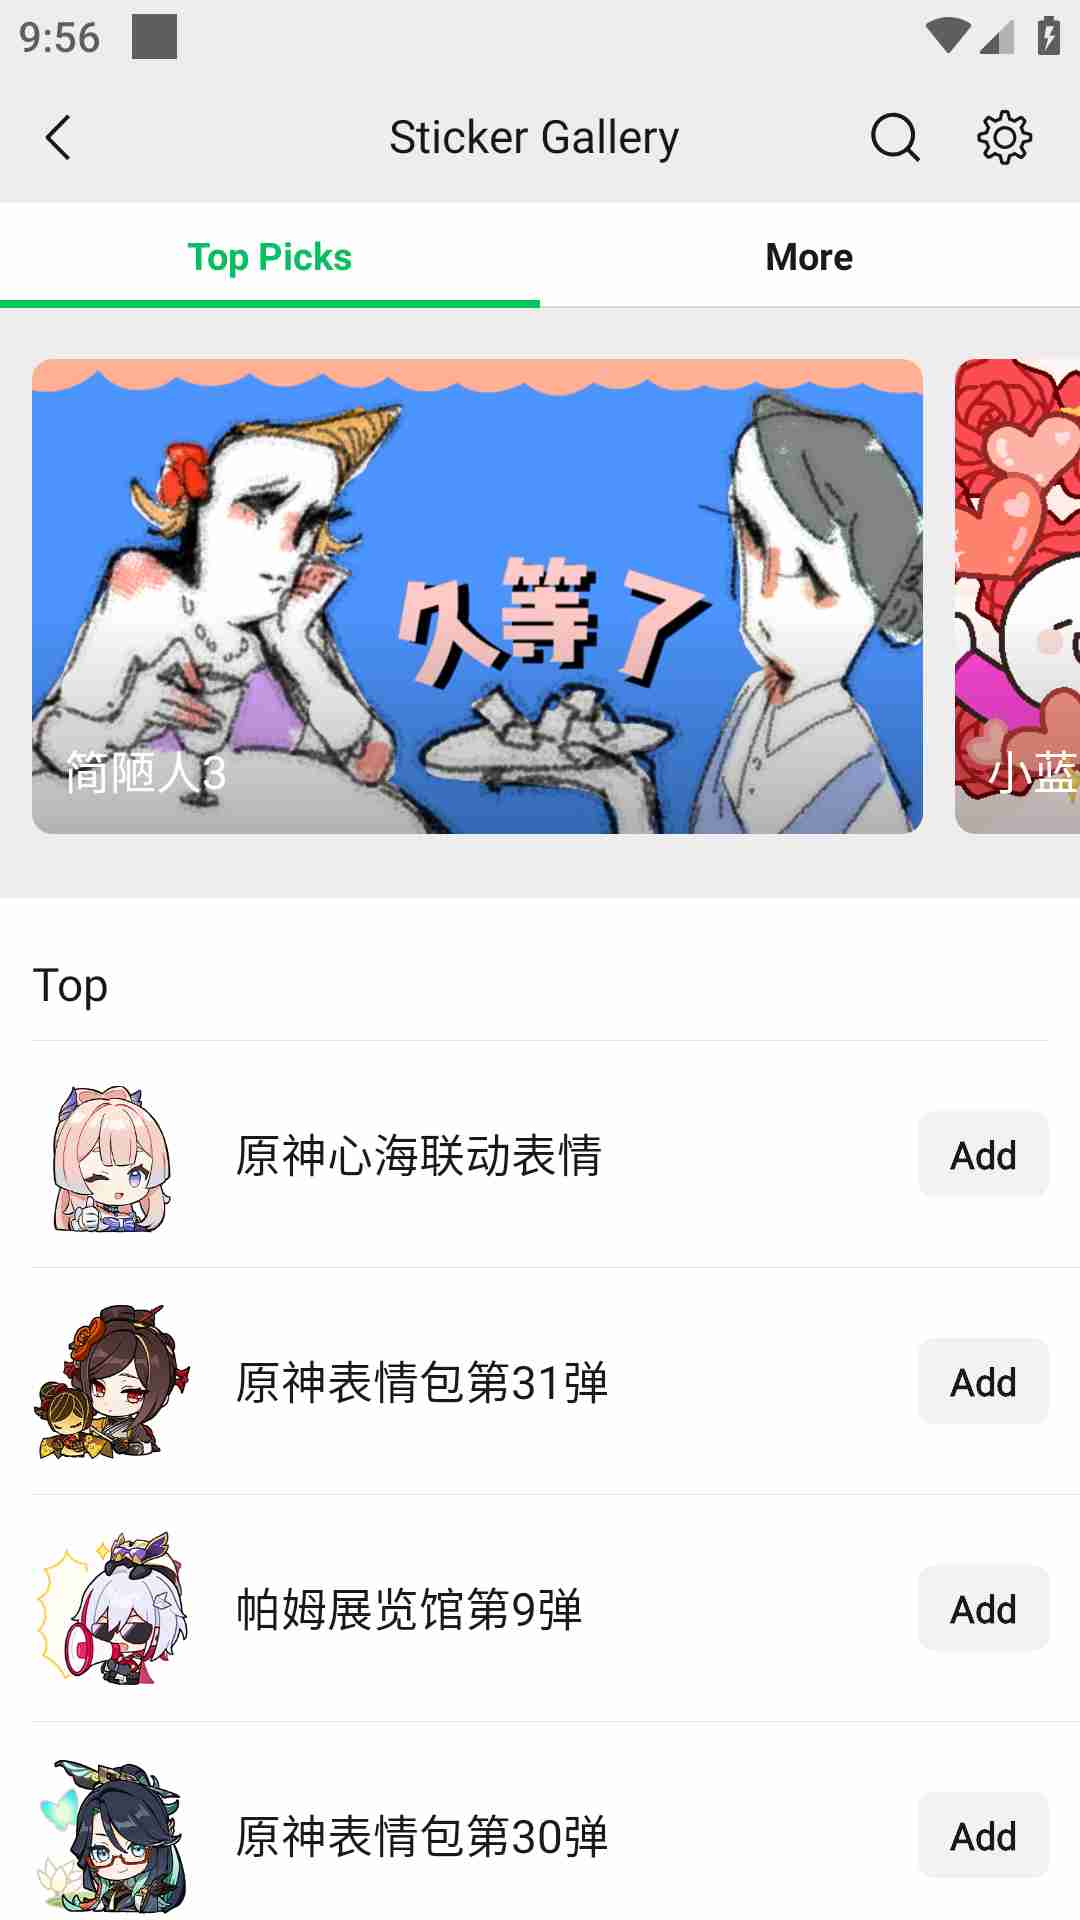 9:56
Sticker Gallery
Top Picks
More
久等了
简陋人3
小蓝
Top
原神心海联动表情
Add
原神表情包第31弹
Add
帕姆展览馆第9弹
Add
原神表情包第30弹
Add